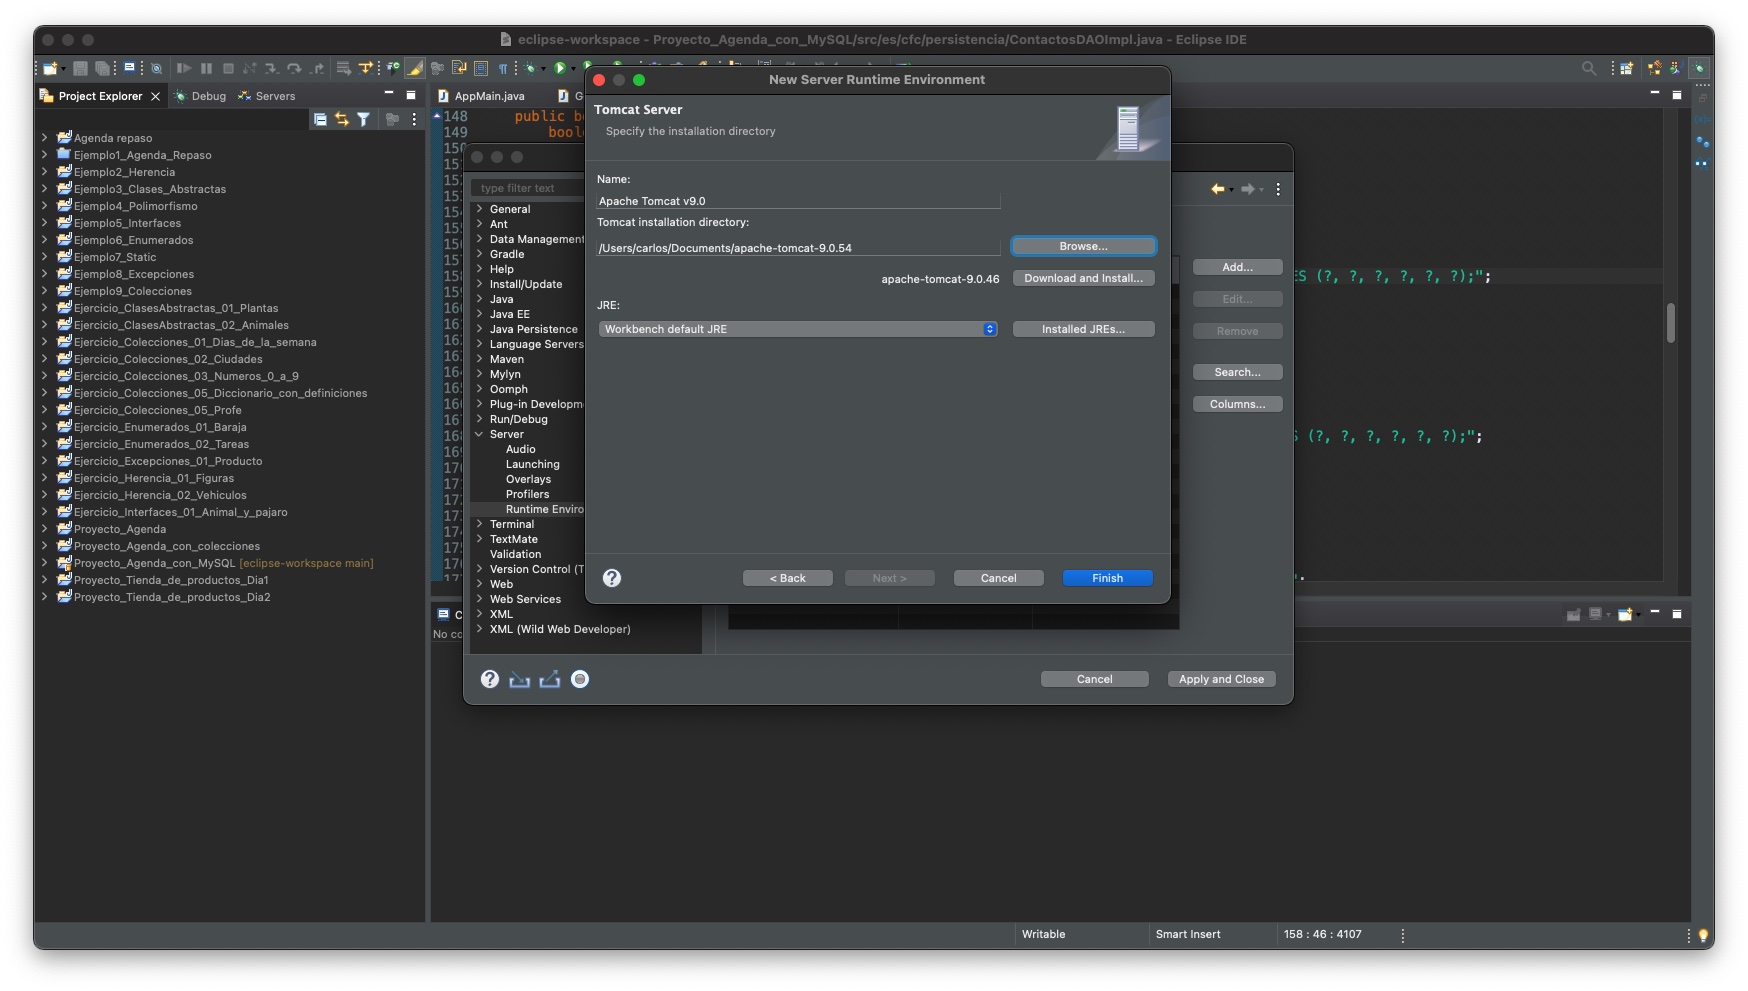 eclipse-workspace - Proyecto_Agenda_con_MySQL/src/es/cfc/persistencia/ContactosDAOImpl.java - Eclipse IDE
Project Explorer
Debug
Servers
Agenda repaso
Ejemplo1_Agenda_Repaso
Ejemplo2_Herencia
Ejemplo3_Clases_Abstractas
Ejemplo4_Polimorfismo
Ejemplo5_Interfaces
Ejemplo6_Enumerados
Ejemplo7_Static
Ejemplo8_Excepciones
Ejemplo9_Colecciones
Ejercicio_ClasesAbstractas_01_Plantas
Ejercicio_ClasesAbstractas_02_Animales
Ejercicio_Colecciones_01_Dias_de_la_semana
Ejercicio_Colecciones_02_Ciudades
Ejercicio_Colecciones_03_Numeros_0_a_9
Ejercicio_Colecciones_05_Diccionario_con_definiciones
Ejercicio_Colecciones_05_Profe
Ejercicio_Enumerados_01_Baraja
Ejercicio_Enumerados_02_Tareas
Ejercicio_Excepciones_01_Producto
Ejercicio_Herencia_01_Figuras
Ejercicio_Herencia_02_Vehiculos
Ejercicio_Interfaces_01_Animal_y_pajaro
Proyecto_Agenda
Proyecto_Agenda_con_colecciones
Proyecto_Agenda_con_MySQL [eclipse-workspace main]
Proyecto_Tienda_de_productos_Dia1
Proyecto_Tienda_de_productos_Dia2
AppMain.java
148 public
149
type filter text
General
Ant
Data Management
Gradle
Help
Install/Update
Java
Java EE
Java Persistence
Language Servers
Maven
Mylyn
Oomph
Plug-in Developm
Run/Debug
Server
Audio
Launching
Overlays
Profilers
Runtime Enviro
Terminal
TextMate
Validation
Version Control (T
Web
Web Services
XML
XML (Wild Web Developer)
Add...
Edit...
Remove
Search...
Columns...
Cancel
Apply and Close
New Server Runtime Environment
Tomcat Server
Specify the installation directory
Name:
Apache Tomcat v9.0
Tomcat installation directory:
/Users/carlos/Documents/apache-tomcat-9.0.54
Browse...
apache-tomcat-9.0.46
Download and Install...
JRE:
Workbench default JRE
Installed JREs...
< Back
Next >
Cancel
Finish
ES (?, ?, ?, ?, ?, ?);";
S (?, ?, ?, ?, ?, ?);";
No co
Writable
Smart Insert
158 : 46 : 4107